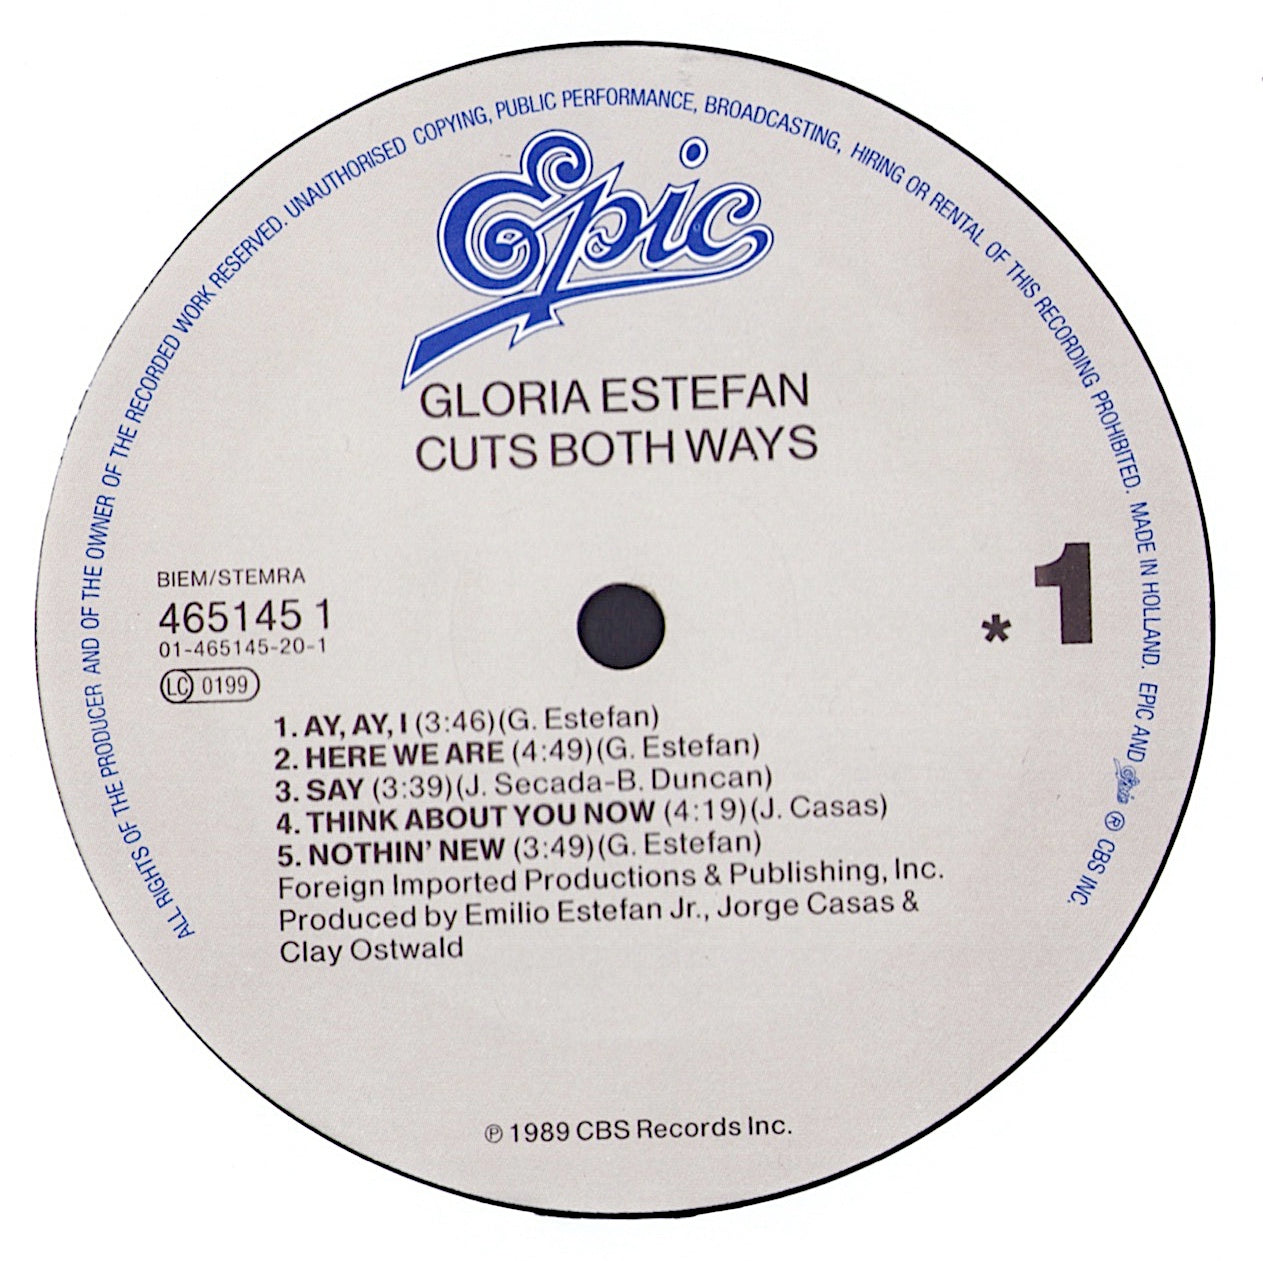 ALL RIGHTS OF THE PRODUCER AND OF THE OWNER OF THE RECORDED WORK RESERVED. UNAUTHORISED COPYING, PUBLIC PERFORMANCE, BROADCASTING, HIRING OR RENTAL OF THIS RECORDING PROHIBITED. MADE IN HOLLAND. EPIC AND Epic ® CBS INC.
Epic
GLORIA ESTEFAN
CUTS BOTH WAYS
BIEM/STEMRA
465145 1
01-465145-20-1
LC 0199
* 1
1. AY, AY, I (3:46)(G. Estefan)
2. HERE WE ARE (4:49)(G. Estefan)
3. SAY (3:39)(J. Secada-B. Duncan)
4. THINK ABOUT YOU NOW (4:19)(J. Casas)
5. NOTHIN' NEW (3:49)(G. Estefan)
Foreign Imported Productions & Publishing, Inc.
Produced by Emilio Estefan Jr., Jorge Casas &
Clay Ostwald
℗ 1989 CBS Records Inc.